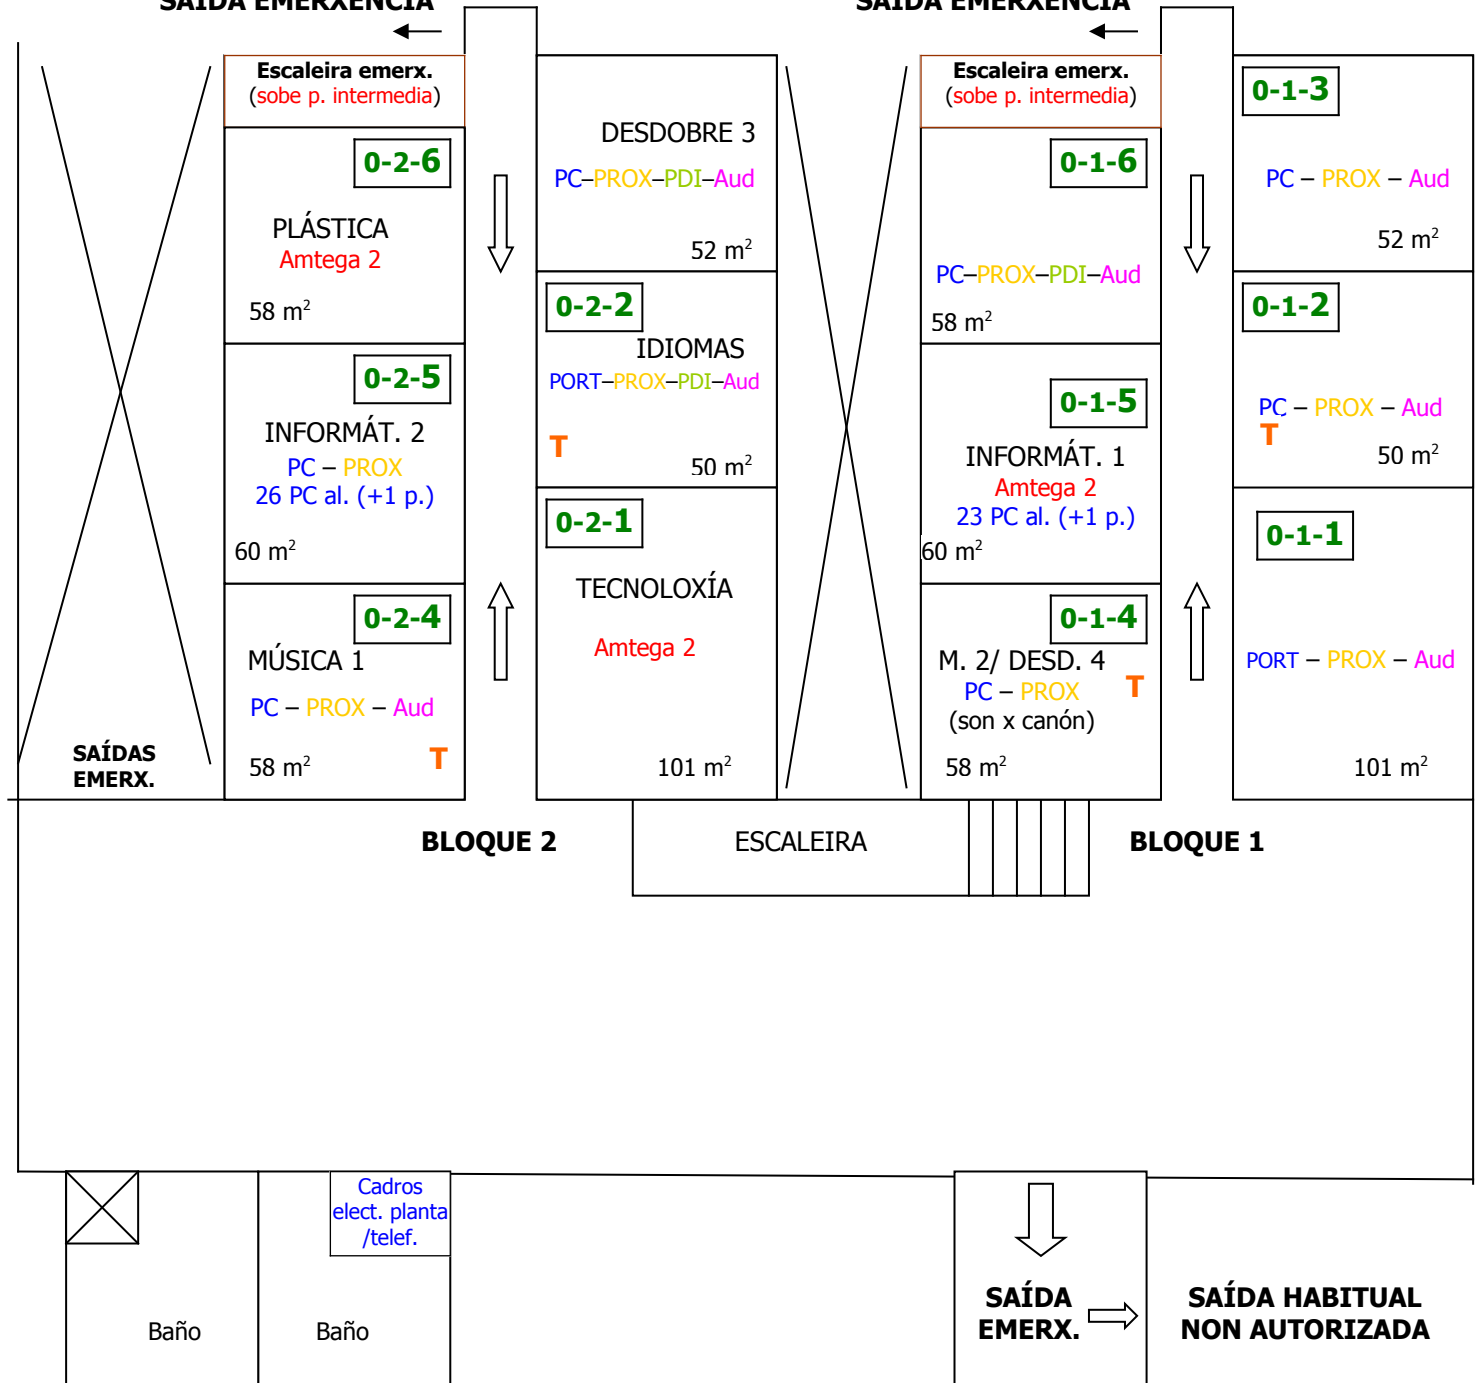 SAÍDA EMERXENCIA
SAÍDA EMERXENCIA
Escaleira emerx.
(sobe p. intermedia)
0-2-6
PLÁSTICA
Amtega 2
58 m²
0-2-5
INFORMÁT. 2
PC – PROX
26 PC al. (+1 p.)
60 m²
0-2-4
MÚSICA 1
PC – PROX – Aud
T
58 m²
SAÍDAS
EMERX.
DESDOBRE 3
PC–PROX–PDI–Aud
52 m²
0-2-2
IDIOMAS
PORT–PROX–PDI–Aud
T
50 m²
0-2-1
TECNOLOXÍA
Amtega 2
101 m²
Escaleira emerx.
(sobe p. intermedia)
0-1-6
PC–PROX–PDI–Aud
58 m²
0-1-5
INFORMÁT. 1
Amtega 2
23 PC al. (+1 p.)
60 m²
0-1-4
M. 2/ DESD. 4
T
PC – PROX
(son x canón)
58 m²
0-1-3
PC – PROX – Aud
52 m²
0-1-2
PC – PROX – Aud
T
50 m²
0-1-1
PORT – PROX – Aud
101 m²
BLOQUE 2
ESCALEIRA
BLOQUE 1
Cadros
elect. planta
/telef.
Baño
Baño
SAÍDA
EMERX.
SAÍDA HABITUAL
NON AUTORIZADA